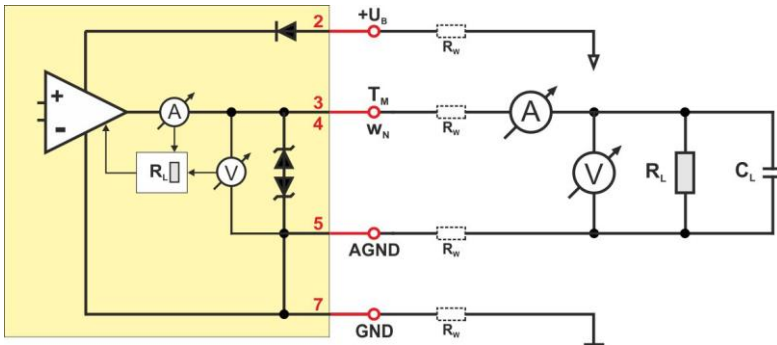 2
+U_B
R_W
+
-
A
3
4
T_M
W_N
R_W
A
R_L
V
V
R_L
C_L
5
AGND
R_W
7
GND
R_W